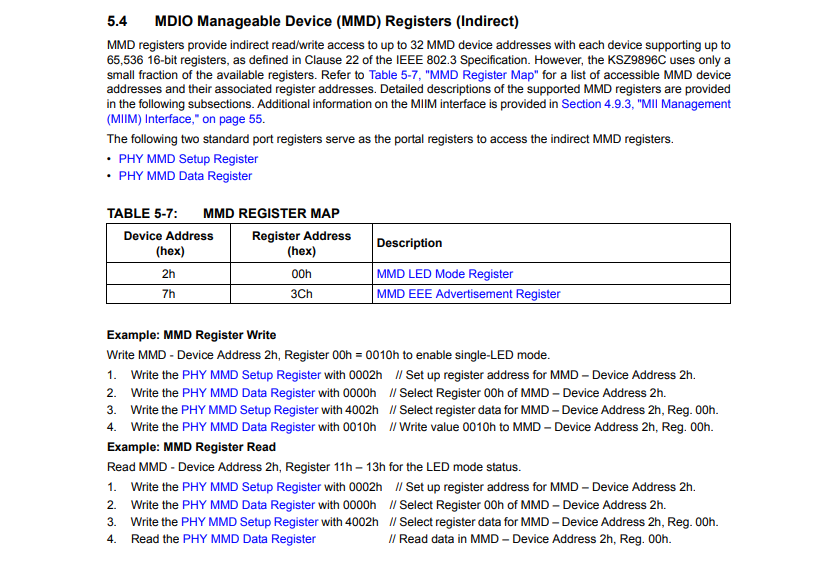 5.4 MDIO Manageable Device (MMD) Registers (Indirect)
MMD registers provide indirect read/write access to up to 32 MMD device addresses with each device supporting up to
65,536 16-bit registers, as defined in Clause 22 of the IEEE 802.3 Specification. However, the KSZ9896C uses only a
small fraction of the available registers. Refer to Table 5-7, "MMD Register Map" for a list of accessible MMD device
addresses and their associated register addresses. Detailed descriptions of the supported MMD registers are provided
in the following subsections. Additional information on the MIIM interface is provided in Section 4.9.3, "MII Management
(MIIM) Interface," on page 55.
The following two standard port registers serve as the portal registers to access the indirect MMD registers.
• PHY MMD Setup Register
• PHY MMD Data Register
TABLE 5-7: MMD REGISTER MAP
Device Address (hex) Register Address (hex) Description
2h 00h MMD LED Mode Register
7h 3Ch MMD EEE Advertisement Register
Example: MMD Register Write
Write MMD - Device Address 2h, Register 00h = 0010h to enable single-LED mode.
1. Write the PHY MMD Setup Register with 0002h // Set up register address for MMD – Device Address 2h.
2. Write the PHY MMD Data Register with 0000h // Select Register 00h of MMD – Device Address 2h.
3. Write the PHY MMD Setup Register with 4002h // Select register data for MMD – Device Address 2h, Reg. 00h.
4. Write the PHY MMD Data Register with 0010h // Write value 0010h to MMD – Device Address 2h, Reg. 00h.
Example: MMD Register Read
Read MMD - Device Address 2h, Register 11h – 13h for the LED mode status.
1. Write the PHY MMD Setup Register with 0002h // Set up register address for MMD – Device Address 2h.
2. Write the PHY MMD Data Register with 0000h // Select Register 00h of MMD – Device Address 2h.
3. Write the PHY MMD Setup Register with 4002h // Select register data for MMD – Device Address 2h, Reg. 00h.
4. Read the PHY MMD Data Register // Read data in MMD – Device Address 2h, Reg. 00h.